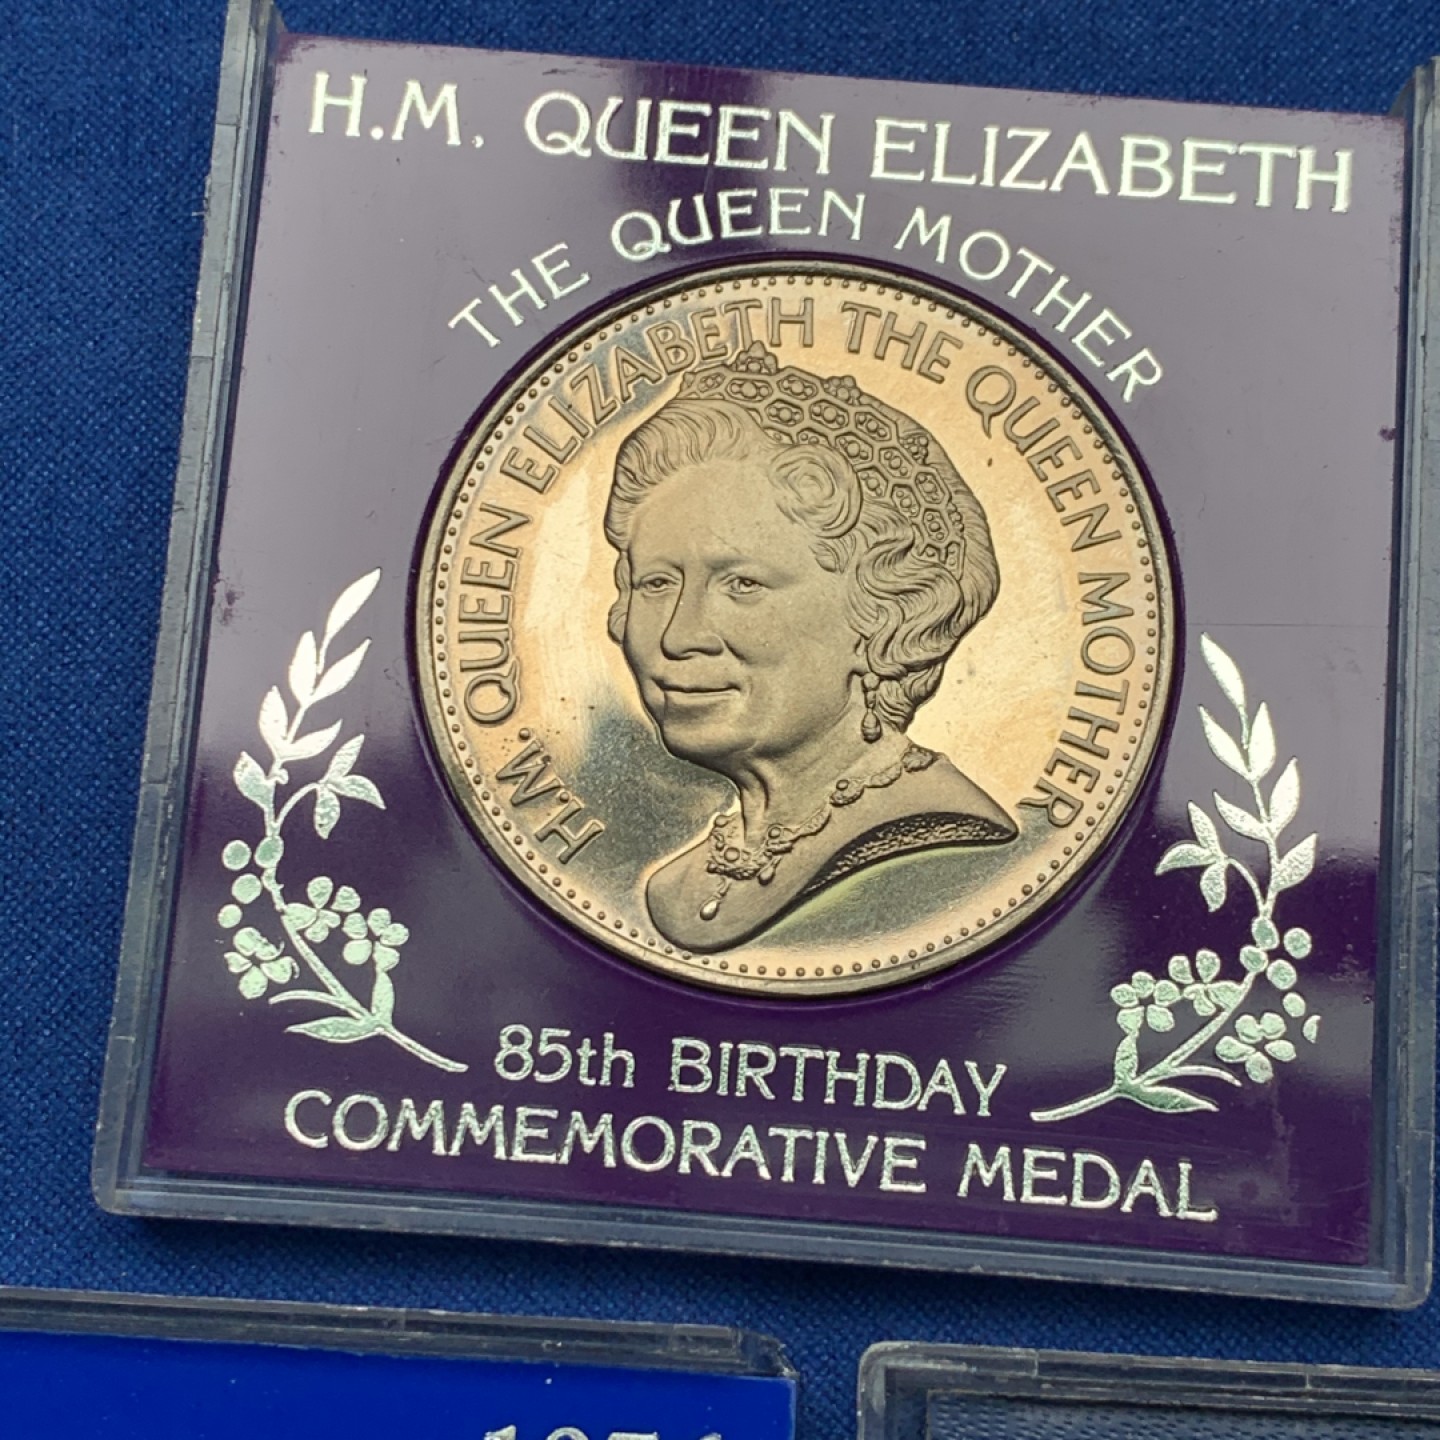 H.M. QUEEN ELIZABETH
THE QUEEN MOTHER
H.M. QUEEN ELIZABETH THE QUEEN MOTHER
85th BIRTHDAY
COMMEMORATIVE MEDAL